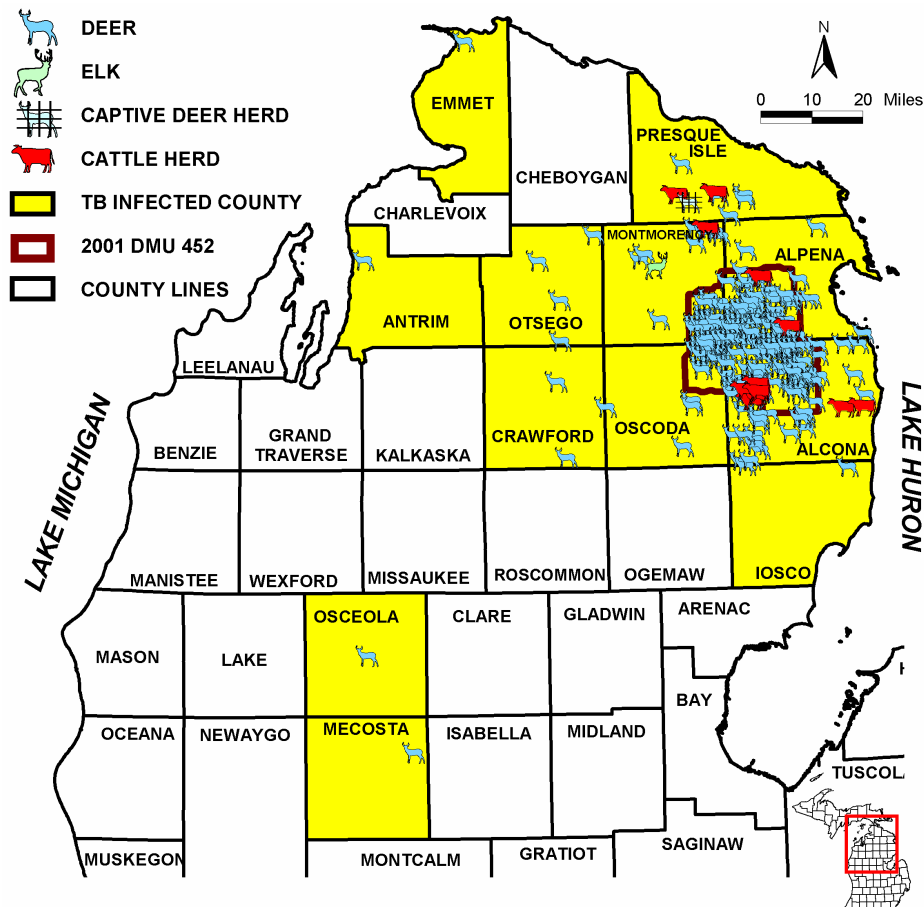 DEER
ELK
CAPTIVE DEER HERD
CATTLE HERD
TB INFECTED COUNTY
2001 DMU 452
COUNTY LINES
N
0 10 20 Miles
EMMET
PRESQUE
ISLE
CHEBOYGAN
CHARLEVOIX
MONTMORENCY
ALPENA
ANTRIM
OTSEGO
LEELANAU
LAKE MICHIGAN
LAKE HURON
BENZIE
GRAND
TRAVERSE
KALKASKA
CRAWFORD
OSCODA
ALCONA
MANISTEE
WEXFORD
MISSAUKEE
ROSCOMMON
OGEMAW
IOSCO
MASON
LAKE
OSCEOLA
CLARE
GLADWIN
ARENAC
BAY
OCEANA
NEWAYGO
MECOSTA
ISABELLA
MIDLAND
TUSCOL
MUSKEGON
MONTCALM
GRATIOT
SAGINAW